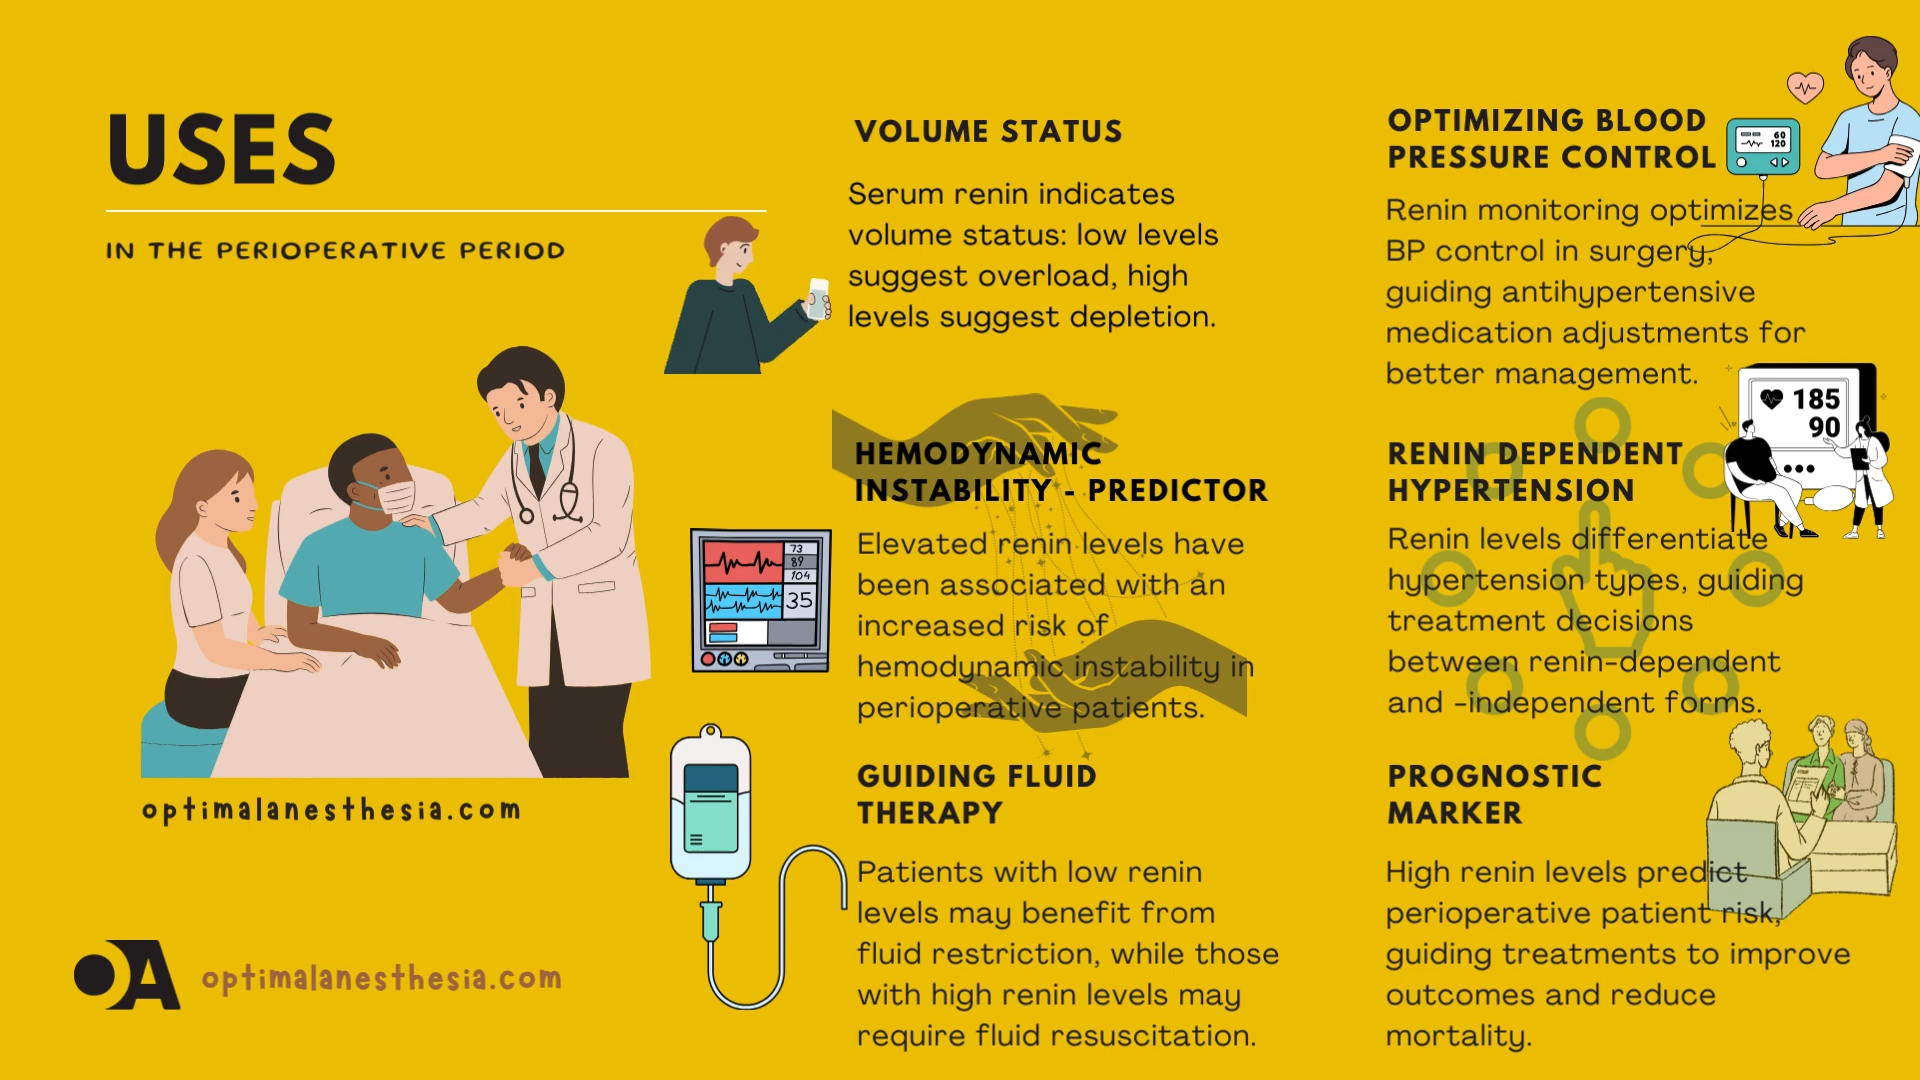 USES
IN THE PERIOPERATIVE PERIOD
optimalanesthesia.com
OA optimalanesthesia.com
VOLUME STATUS
Serum renin indicates
volume status: low levels
suggest overload, high
levels suggest depletion.
HEMODYNAMIC
INSTABILITY - PREDICTOR
73
89
104
35
Elevated renin levels have
been associated with an
increased risk of
hemodynamic instability in
perioperative patients.
GUIDING FLUID
THERAPY
Patients with low renin
levels may benefit from
fluid restriction, while those
with high renin levels may
require fluid resuscitation.
OPTIMIZING BLOOD
PRESSURE CONTROL
60
120
Renin monitoring optimizes
BP control in surgery,
guiding antihypertensive
medication adjustments for
better management.
185
90
RENIN DEPENDENT
HYPERTENSION
Renin levels differentiate
hypertension types, guiding
treatment decisions
between renin-dependent
and -independent forms.
PROGNOSTIC
MARKER
High renin levels predict
perioperative patient risk,
guiding treatments to improve
outcomes and reduce
mortality.